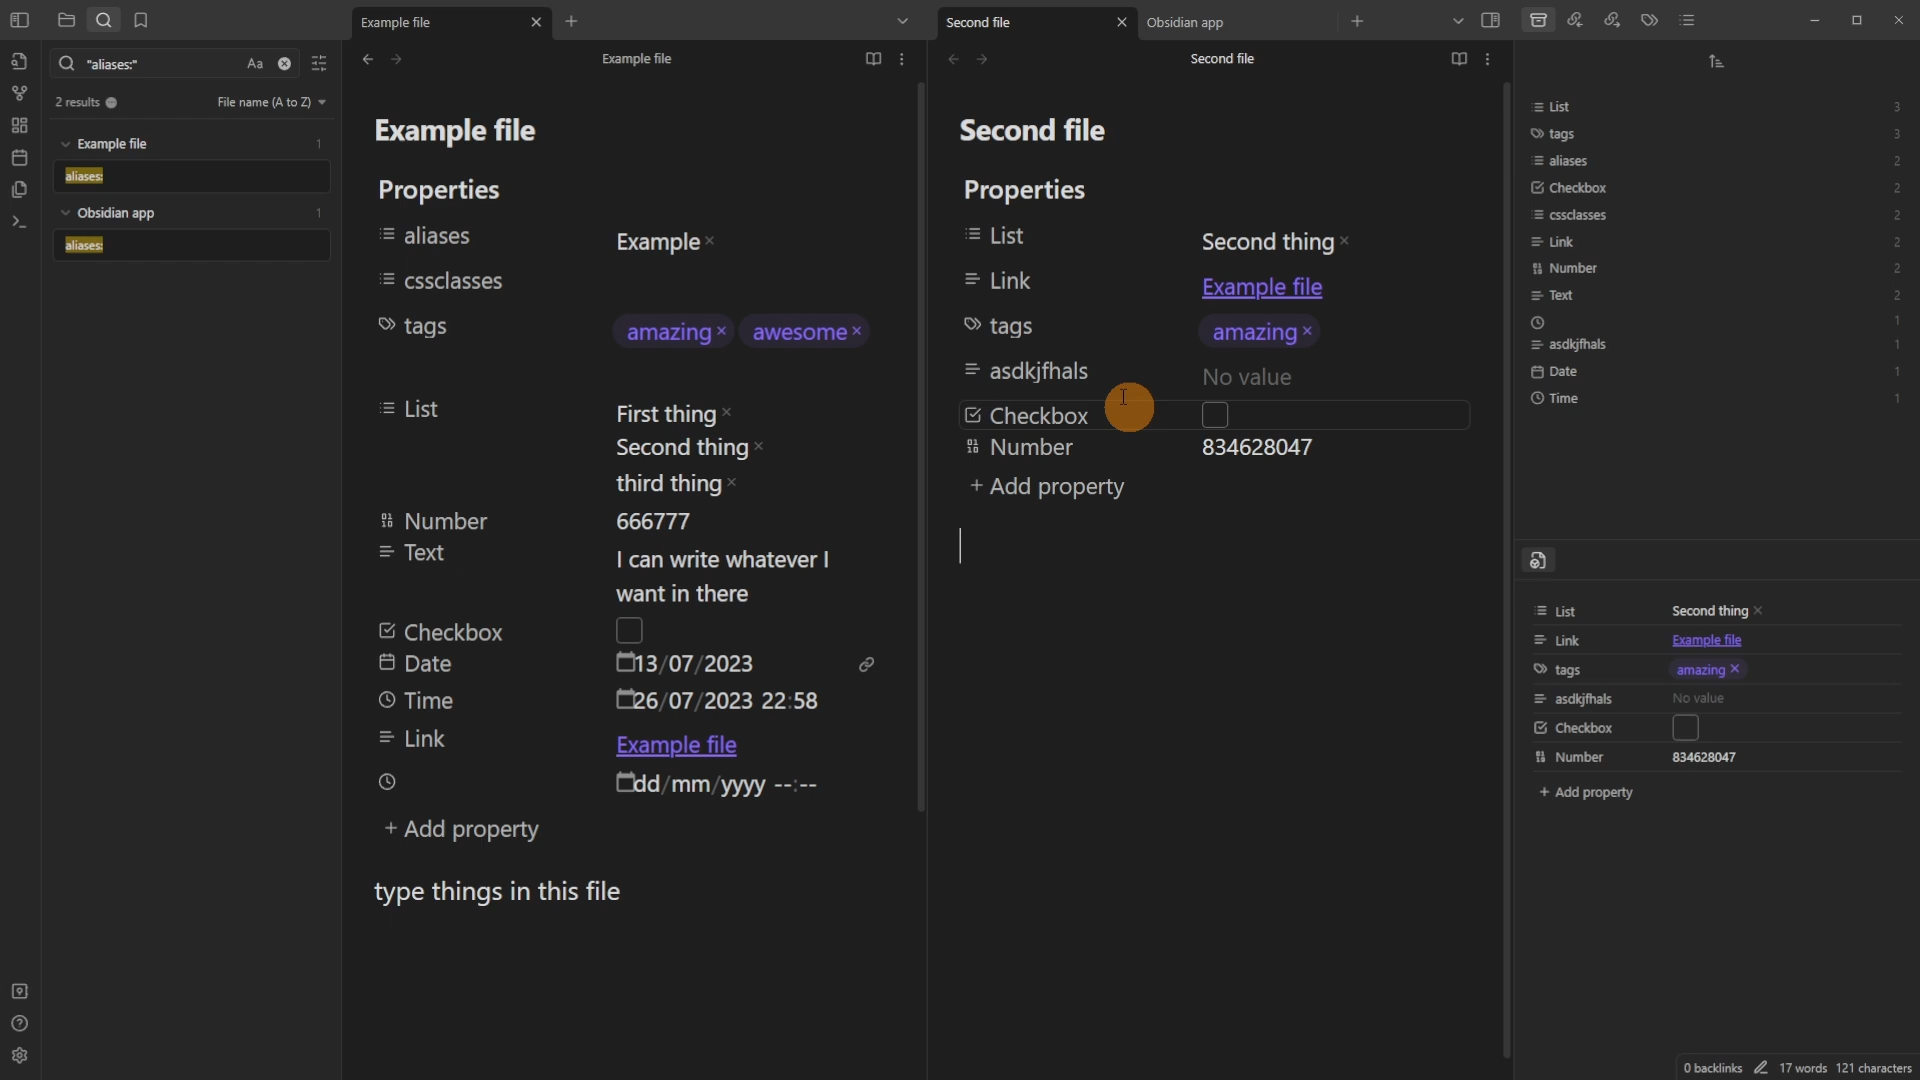 Example file
Second file
Obsidian app
"aliases:"
Aa
2 results
File name (A to Z)
Example file 1
aliases:
Obsidian app 1
aliases:
Example file
Example file
Properties
aliases Example
cssclasses
tags amazing awesome
List First thing
Second thing
third thing
Number 666777
Text I can write whatever I
want in there
Checkbox
Date 13/07/2023
Time 26/07/2023 22:58
Link Example file
dd/mm/yyyy --:--
+ Add property
type things in this file
Second file
Second file
Properties
List Second thing
Link Example file
tags amazing
asdkjfhals No value
Checkbox
Number 834628047
+ Add property
List 3
tags 3
aliases 2
Checkbox 2
cssclasses 2
Link 2
Number 2
Text 2
1
asdkjfhals 1
Date 1
Time 1
List Second thing
Link Example file
tags amazing
asdkjfhals No value
Checkbox
Number 834628047
+ Add property
0 backlinks 17 words 121 characters